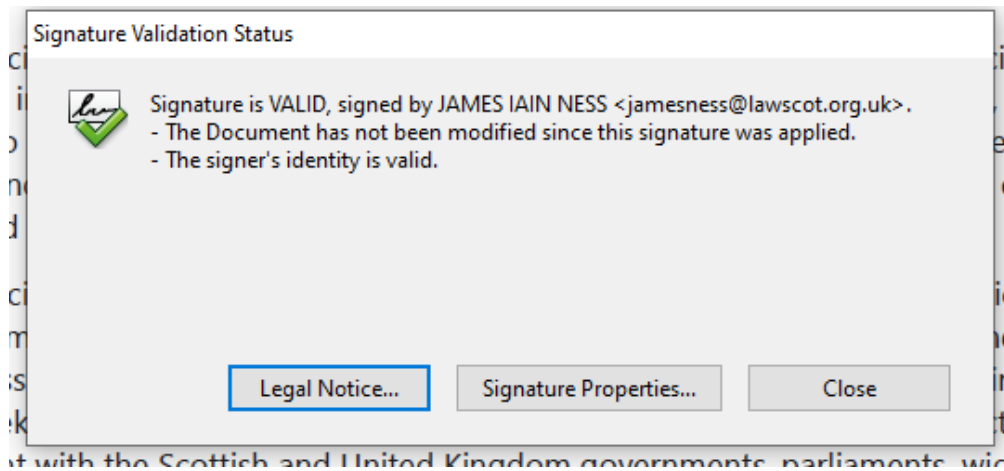 Signature Validation Status
Signature is VALID, signed by JAMES IAIN NESS <jamesness@lawscot.org.uk>.
- The Document has not been modified since this signature was applied.
- The signer's identity is valid.
Legal Notice...
Signature Properties...
Close
with the Scottish and United Kingdom governments, parliaments,